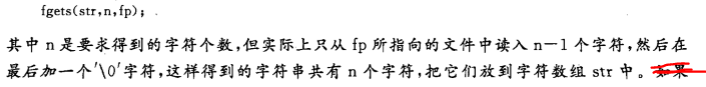 fgets(str,n,fp);
其中 n 是要求得到的字符个数,但实际上只从 fp 所指向的文件中读入 n-1 个字符,然后在
最后加一个'\0'字符,这样得到的字符串共有 n 个字符,把它们放到字符数组 str 中。如果